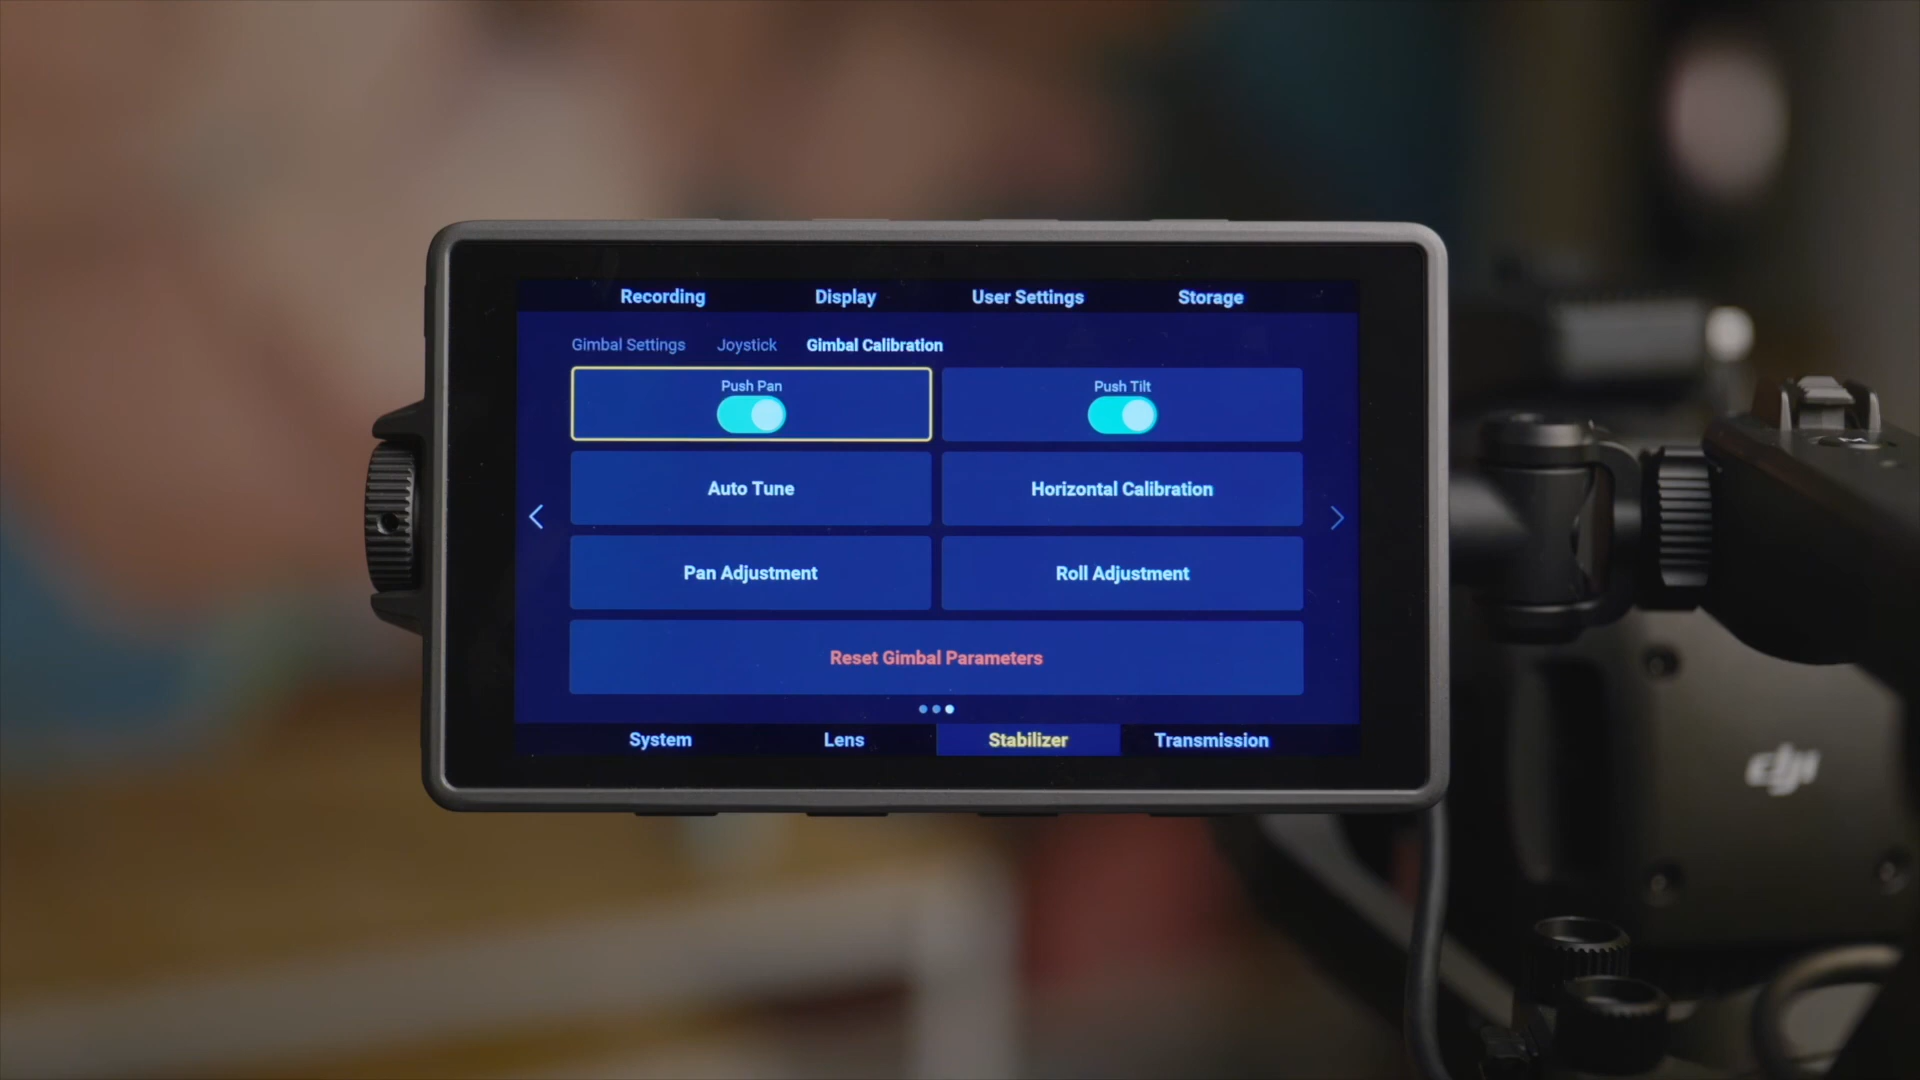 Recording Display User Settings Storage
Gimbal Settings Joystick Gimbal Calibration
Push Pan Push Tilt
Auto Tune Horizontal Calibration
Pan Adjustment Roll Adjustment
Reset Gimbal Parameters
System Lens Stabilizer Transmission
dji